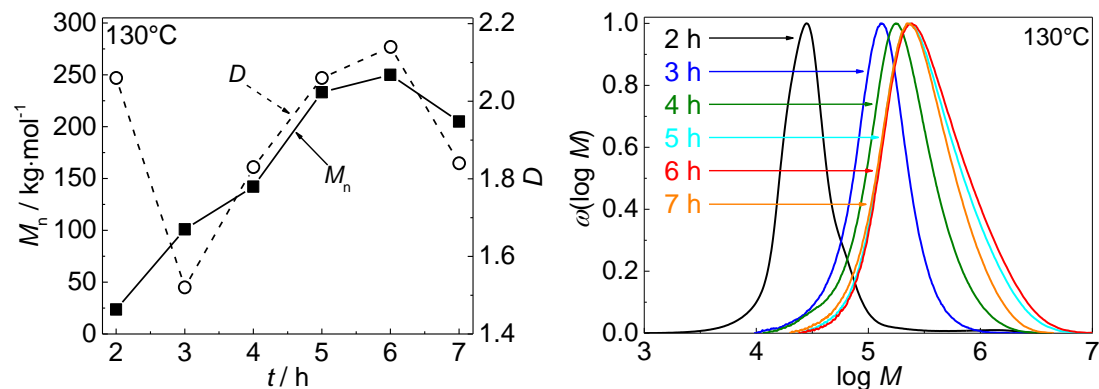 130°C
300
250
200
150
100
50
0
Mn / kg·mol-1
D
Mn
2.2
2.0
1.8
1.6
1.4
D
2 3 4 5 6 7
t / h
130°C
1.0
0.8
0.6
0.4
0.2
0.0
ω(log M)
2 h
3 h
4 h
5 h
6 h
7 h
3 4 5 6 7
log M